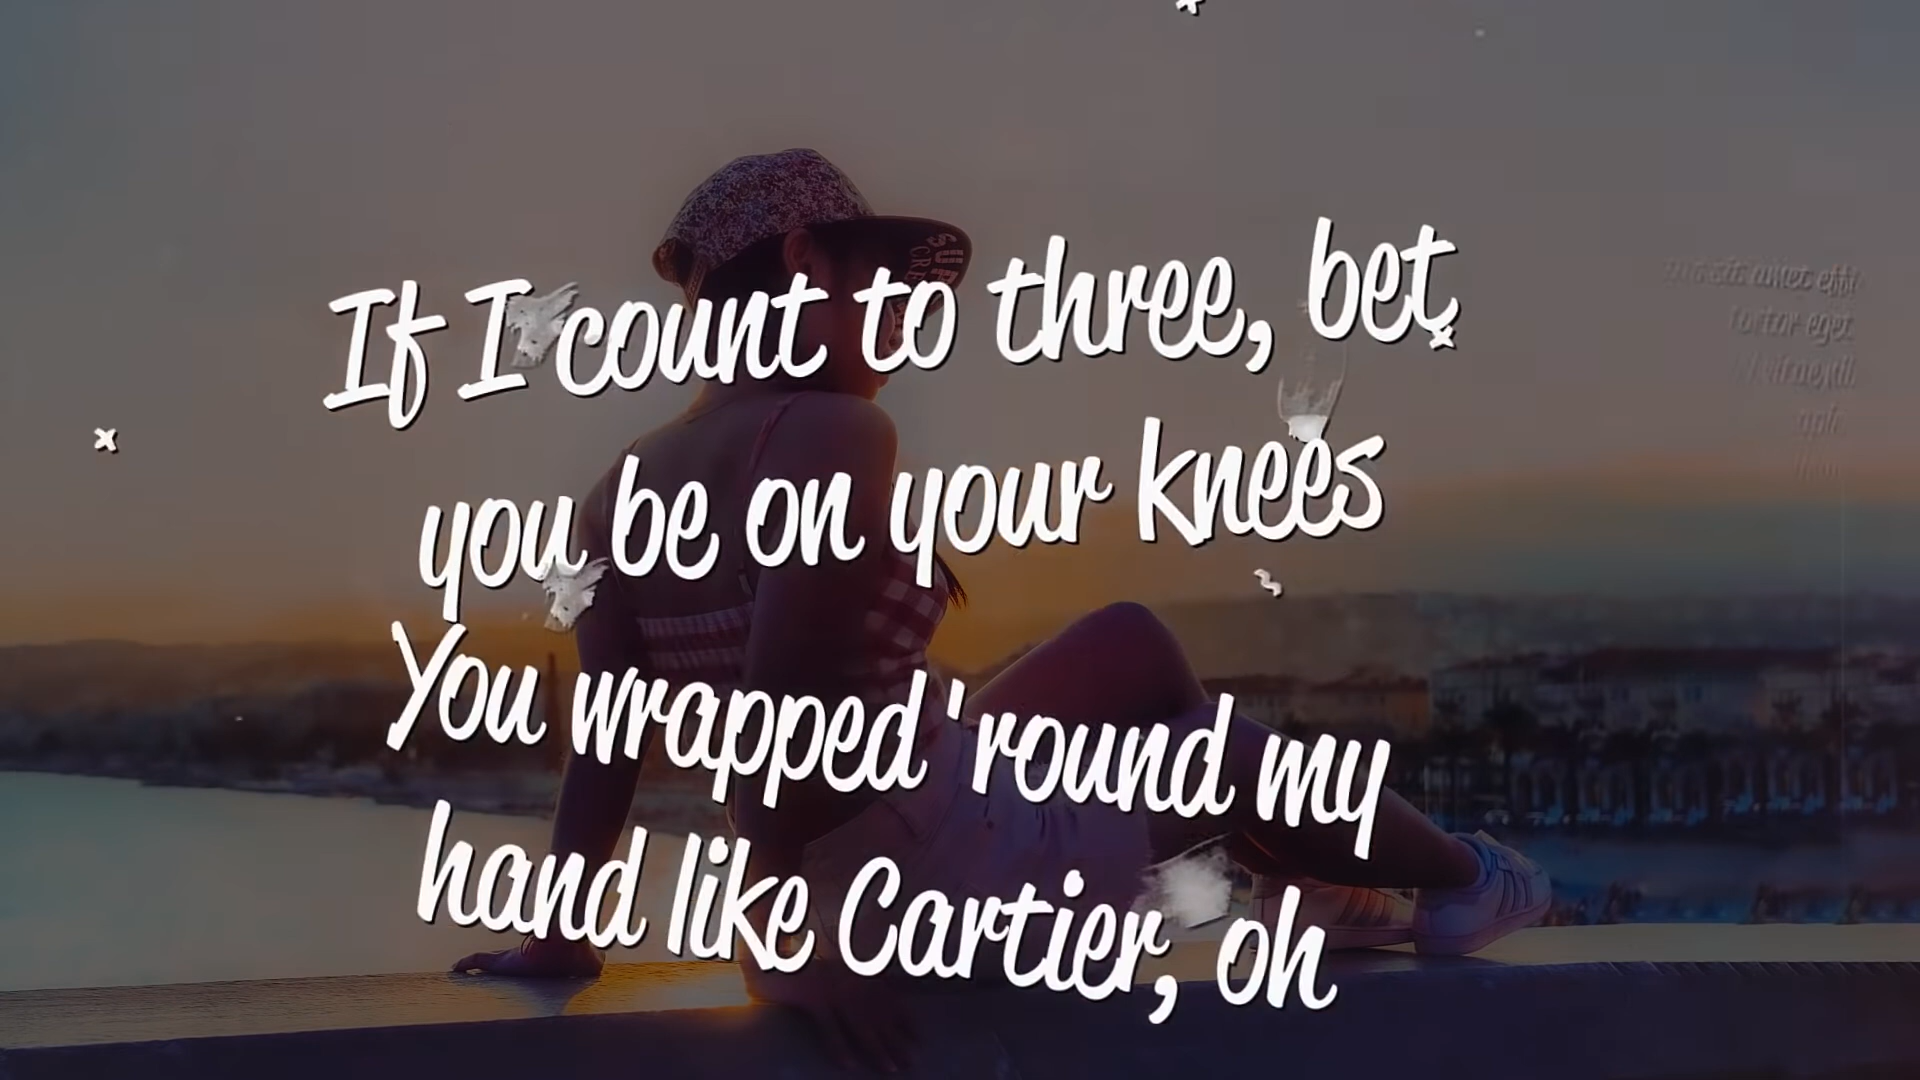 If I count to three, bet
you be on your knees
You wrapped 'round my
hand like Cartier, oh